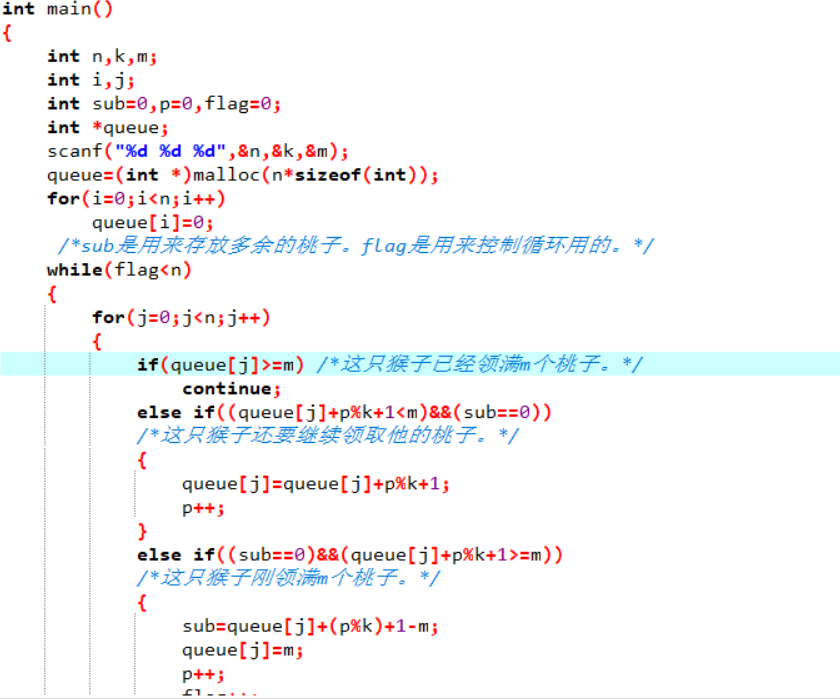 int main()
{
    int n,k,m;
    int i,j;
    int sub=0,p=0,flag=0;
    int *queue;
    scanf("%d %d %d",&n,&k,&m);
    queue=(int *)malloc(n*sizeof(int));
    for(i=0;i<n;i++)
        queue[i]=0;
     /*sub是用来存放多余的桃子。flag是用来控制循环用的。*/
    while(flag<n)
    {
        for(j=0;j<n;j++)
        {
            if(queue[j]>=m) /*这只猴子已经领满m个桃子。*/
                continue;
            else if((queue[j]+p%k+1<m)&&(sub==0))
            /*这只猴子还要继续领取他的桃子。*/
            {
                queue[j]=queue[j]+p%k+1;
                p++;
            }
            else if((sub==0)&&(queue[j]+p%k+1>=m))
            /*这只猴子刚领满m个桃子。*/
            {
                sub=queue[j]+(p%k)+1-m;
                queue[j]=m;
                p++;